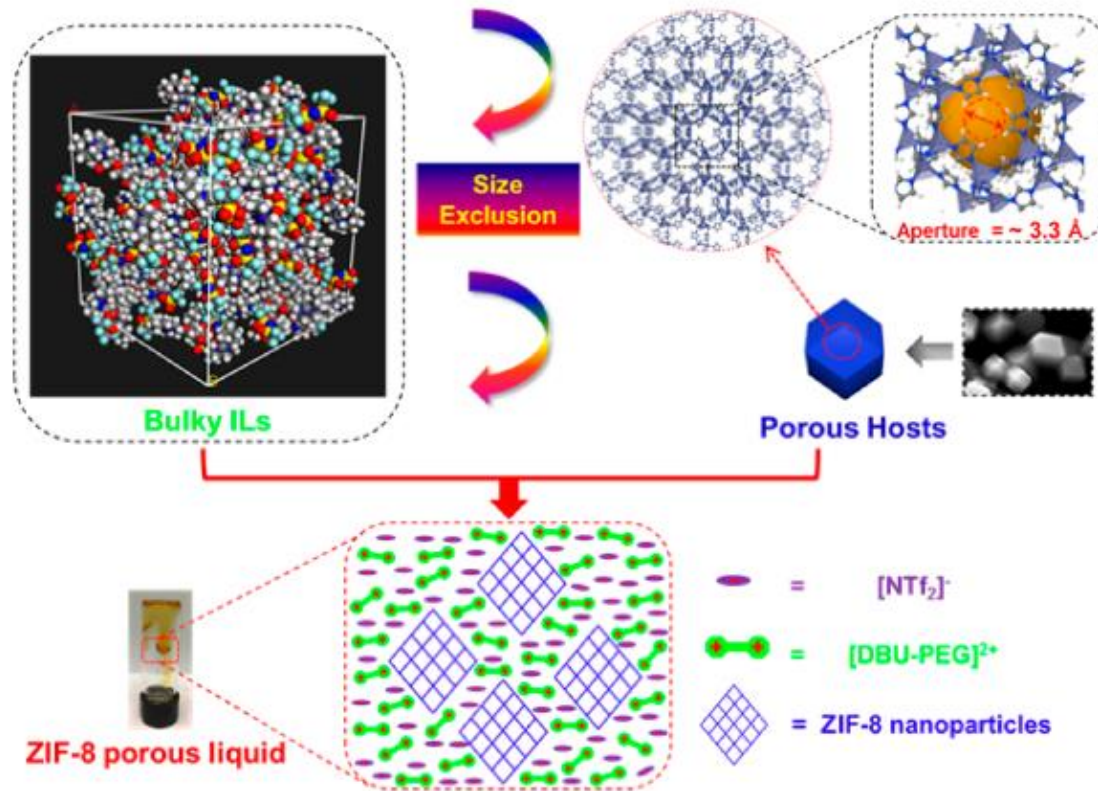 Size
Exclusion
Aperture = ~ 3.3 Å
Bulky ILs
Porous Hosts
= [NTf₂]⁻
= [DBU-PEG]²⁺
= ZIF-8 nanoparticles
ZIF-8 porous liquid